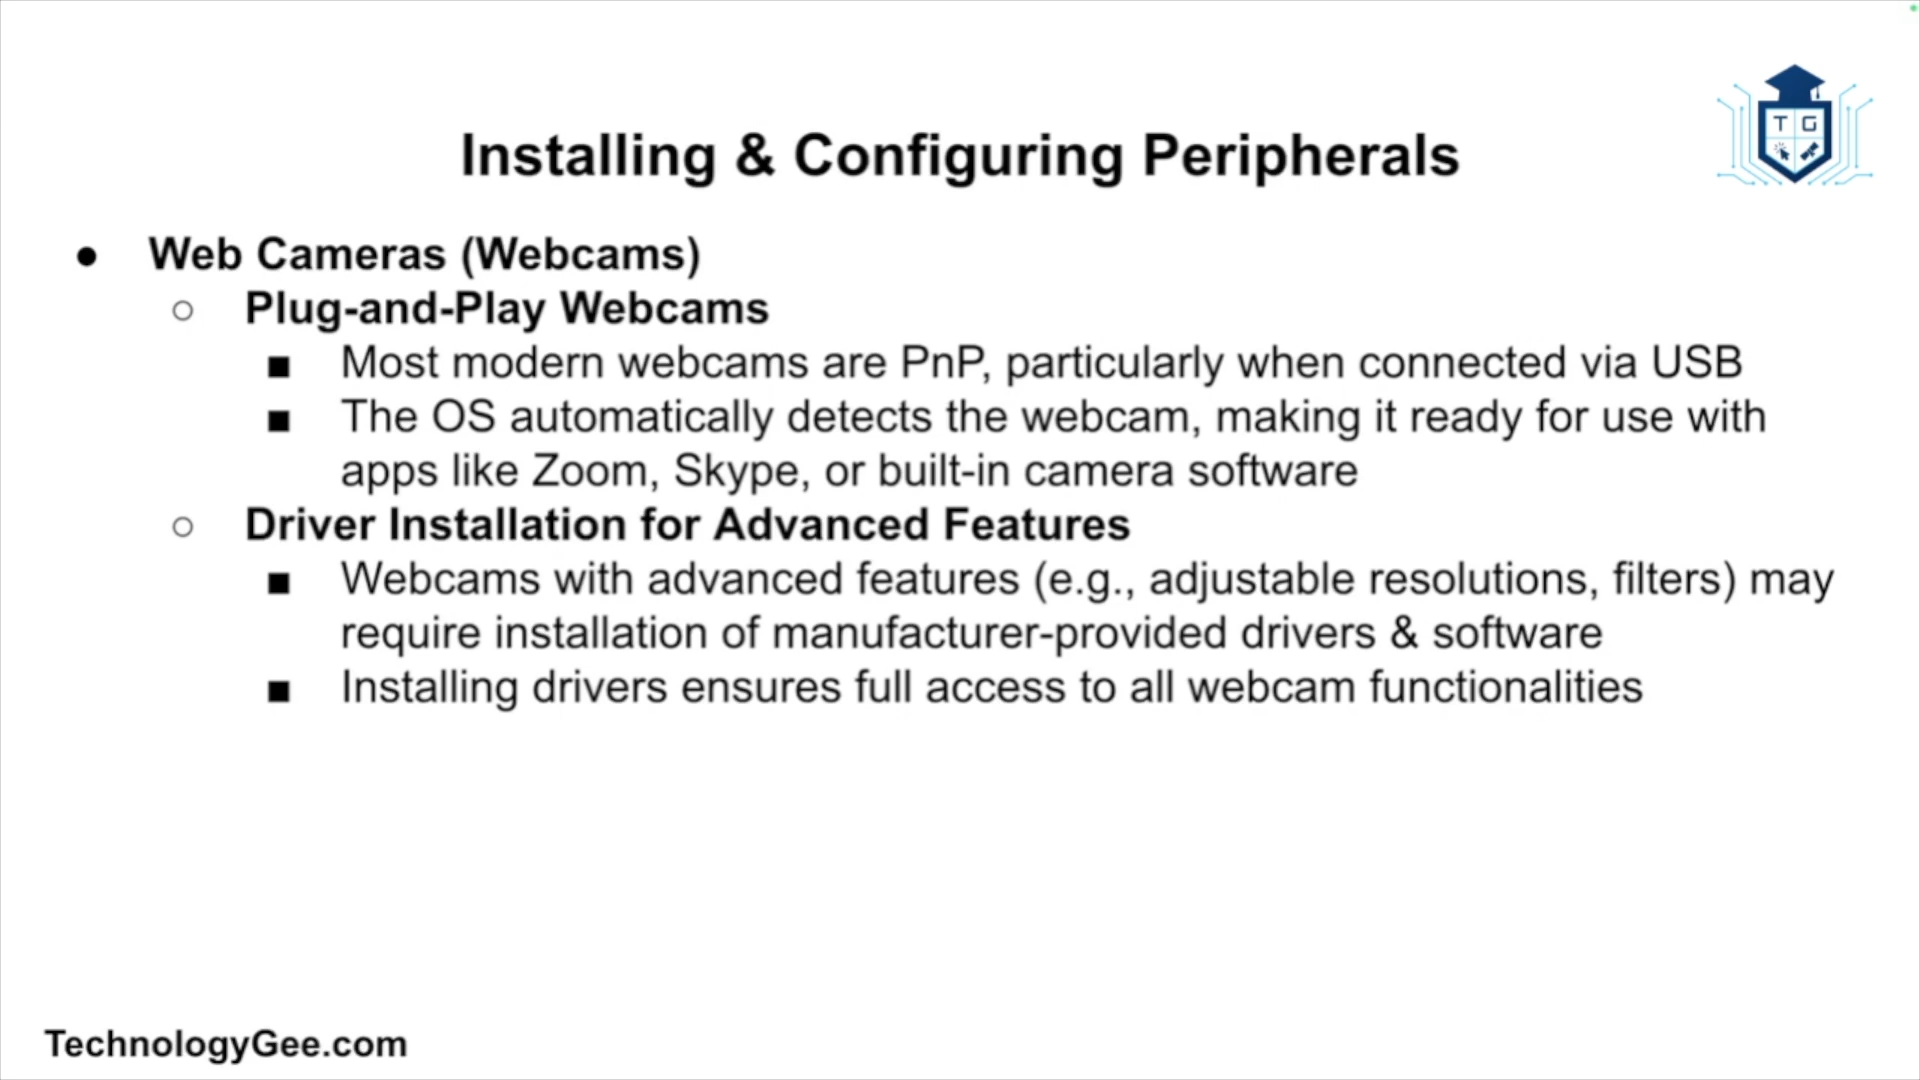 Installing & Configuring Peripherals
T G
● Web Cameras (Webcams)
○ Plug-and-Play Webcams
■ Most modern webcams are PnP, particularly when connected via USB
■ The OS automatically detects the webcam, making it ready for use with
apps like Zoom, Skype, or built-in camera software
○ Driver Installation for Advanced Features
■ Webcams with advanced features (e.g., adjustable resolutions, filters) may
require installation of manufacturer-provided drivers & software
■ Installing drivers ensures full access to all webcam functionalities
TechnologyGee.com